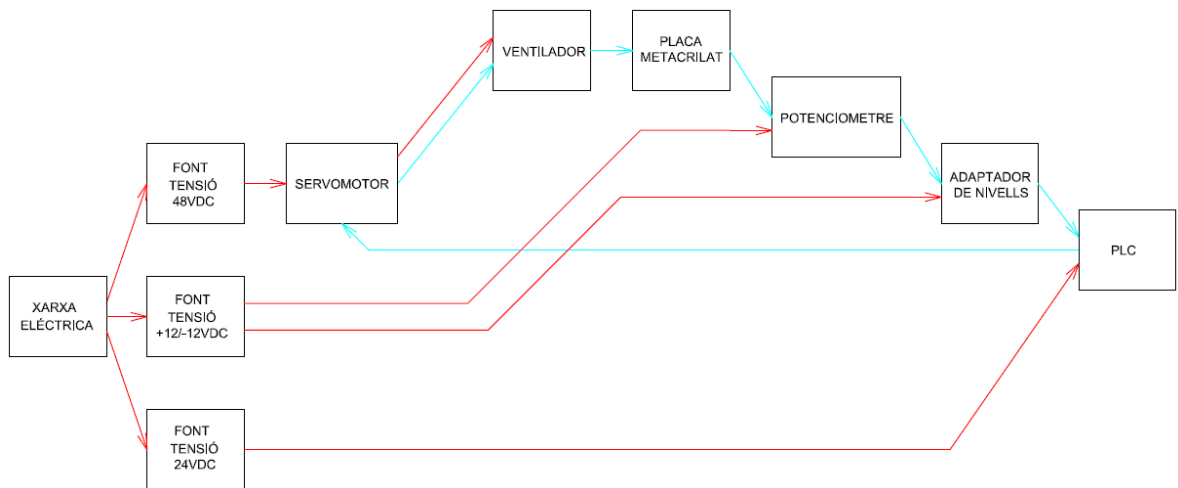 VENTILADOR
PLACA
METACRILAT
POTENCIOMETRE
FONT
TENSIÓ
48VDC
SERVOMOTOR
ADAPTADOR
DE NIVELLS
PLC
XARXA
ELÉCTRICA
FONT
TENSIÓ
+12/-12VDC
FONT
TENSIÓ
24VDC